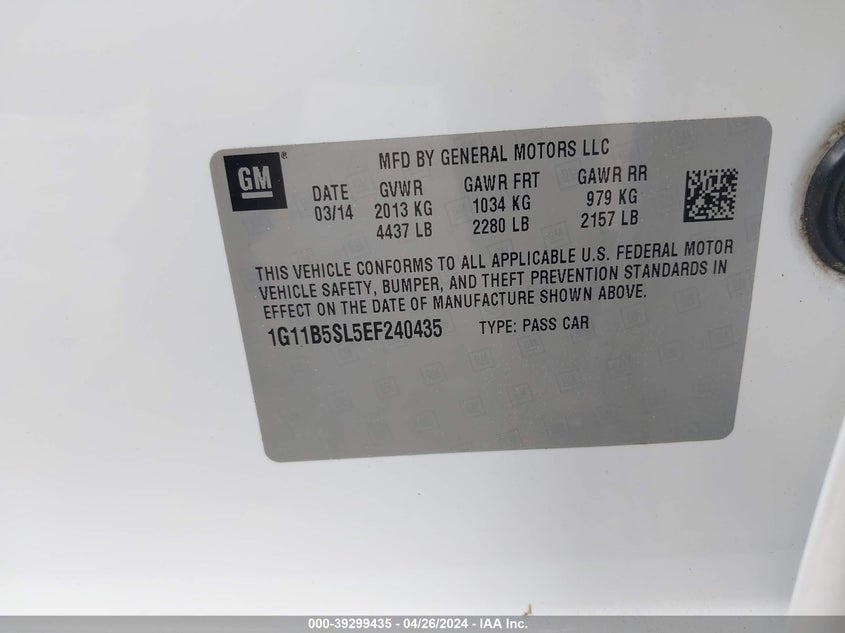 GM ®
MFD BY GENERAL MOTORS LLC
DATE GVWR GAWR FRT GAWR RR
03/14 2013 KG 1034 KG 979 KG
4437 LB 2280 LB 2157 LB
THIS VEHICLE CONFORMS TO ALL APPLICABLE U.S. FEDERAL MOTOR
VEHICLE SAFETY, BUMPER, AND THEFT PREVENTION STANDARDS IN
EFFECT ON THE DATE OF MANUFACTURE SHOWN ABOVE.
1G11B5SL5EF240435 TYPE: PASS CAR
000-39299435 - 04/26/2024 - IAA Inc.